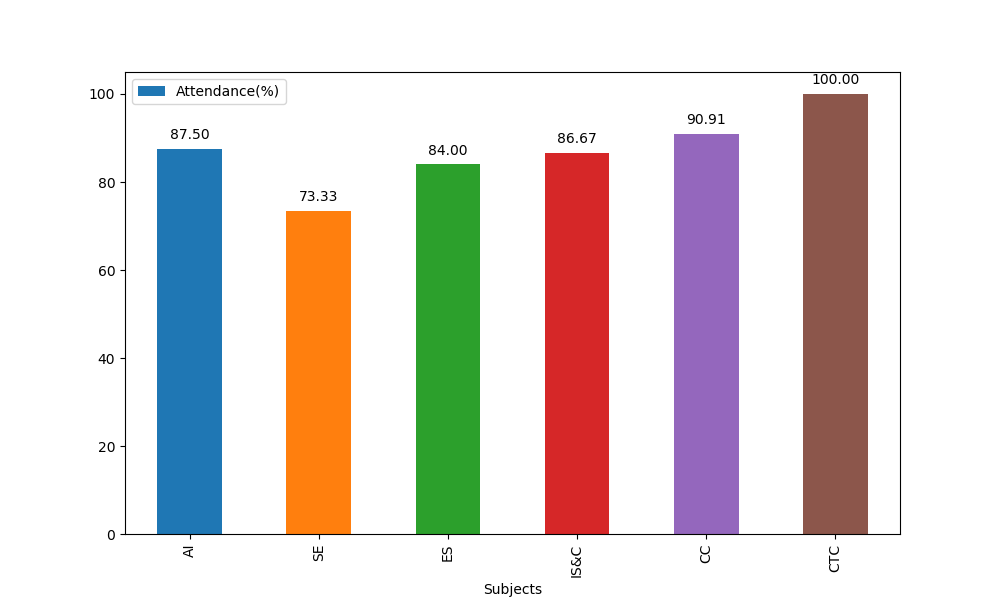 Attendance(%)
100
80
60
40
20
0
87.50
73.33
84.00
86.67
90.91
100.00
AI
SE
ES
IS&C
CC
CTC
Subjects